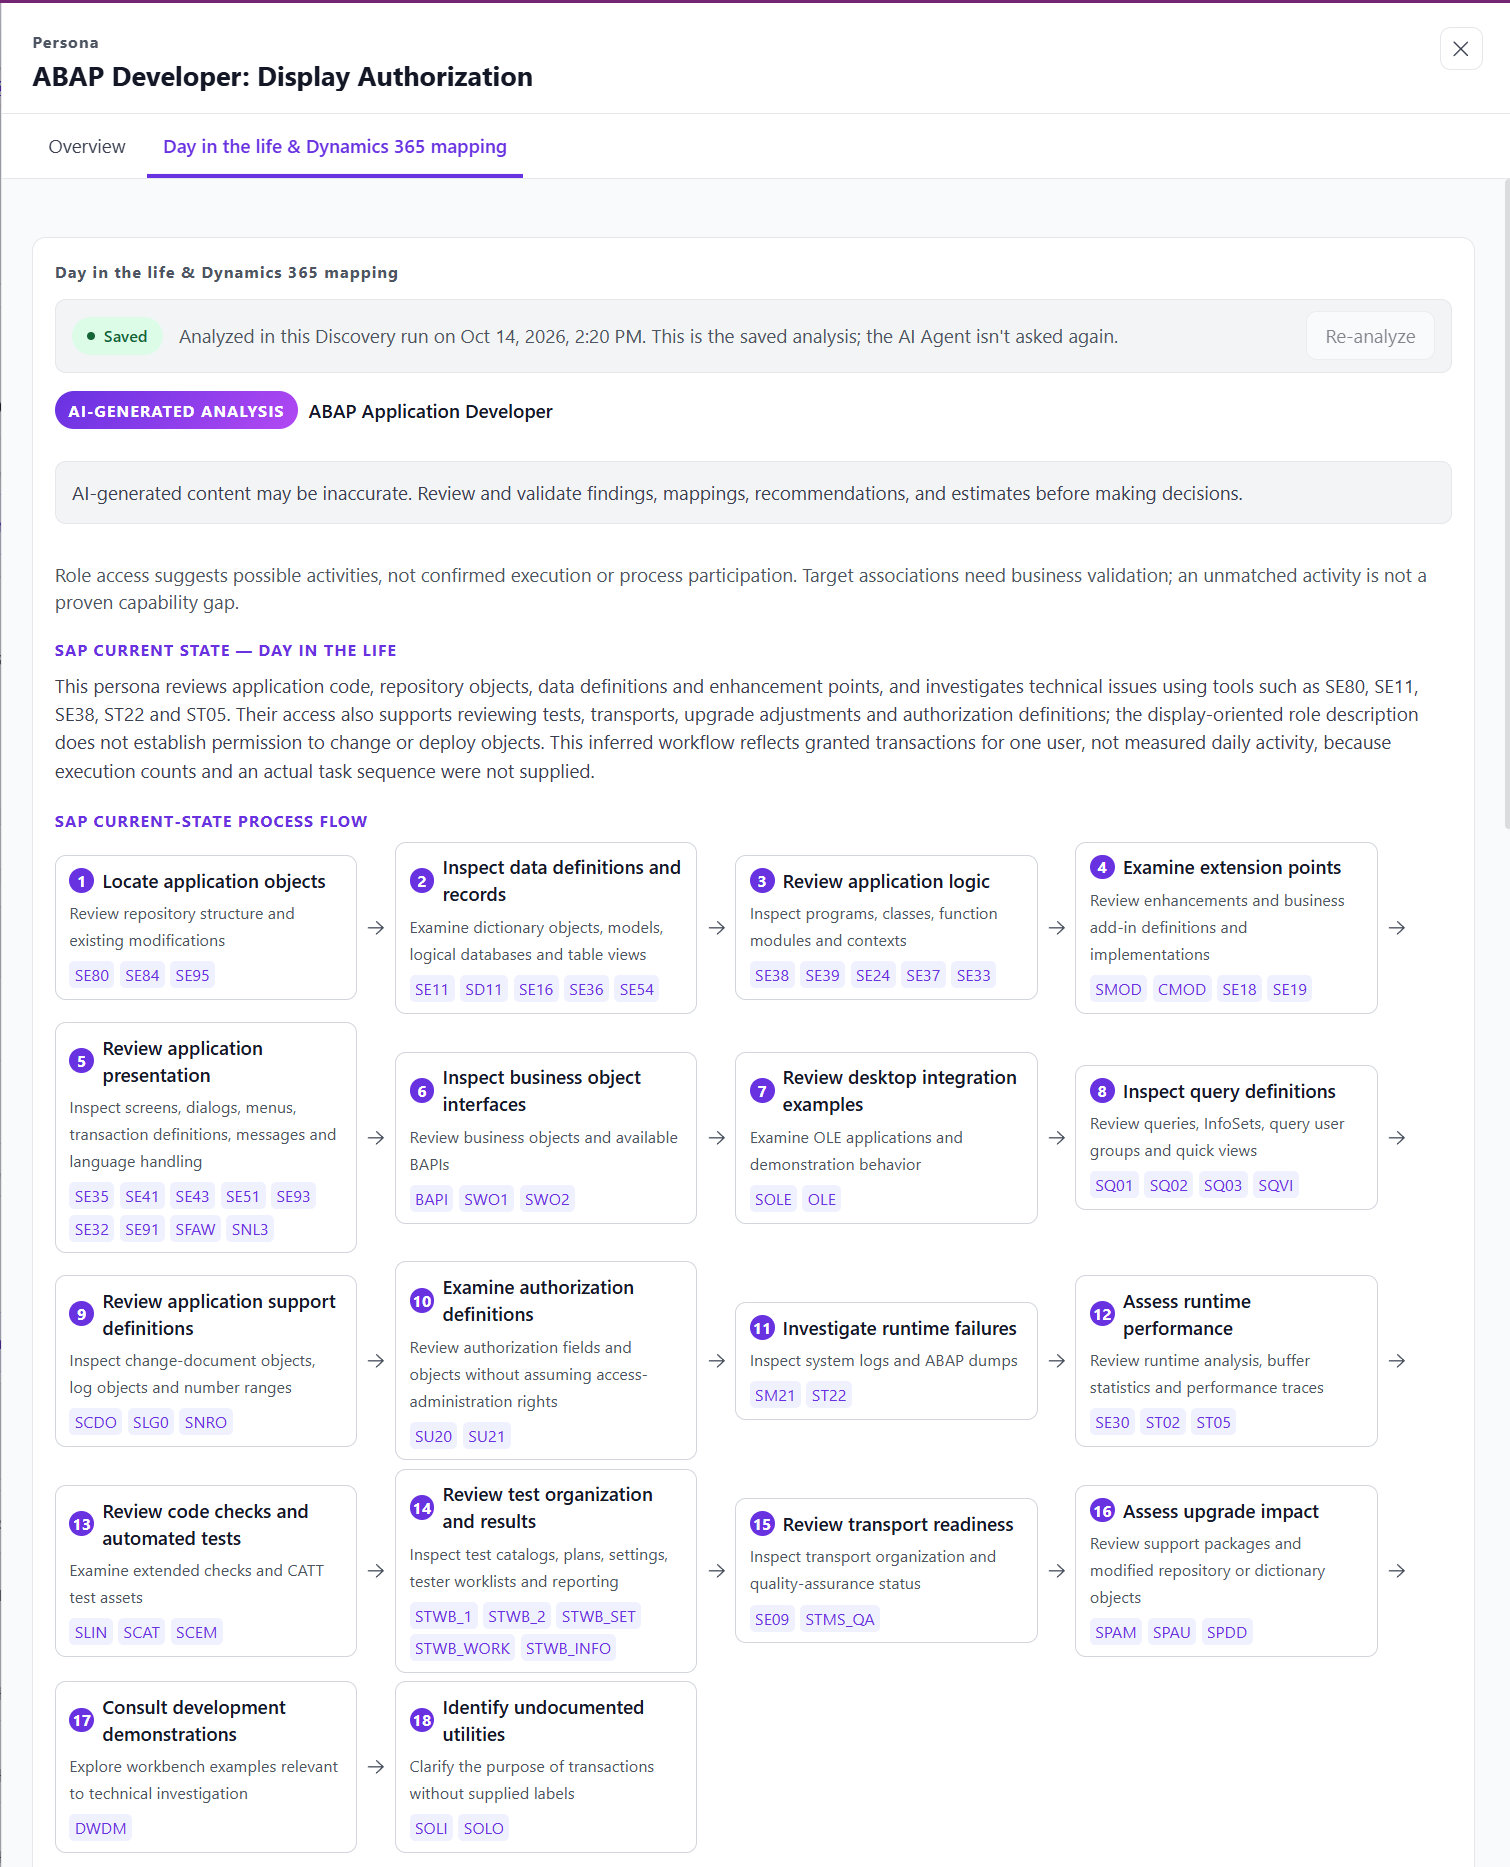 Persona
ABAP Developer: Display Authorization
Overview
Day in the life & Dynamics 365 mapping
Day in the life & Dynamics 365 mapping
Saved
Analyzed in this Discovery run on Oct 14, 2026, 2:20 PM. This is the saved analysis; the AI Agent isn't asked again.
Re-analyze
AI-GENERATED ANALYSIS
ABAP Application Developer
AI-generated content may be inaccurate. Review and validate findings, mappings, recommendations, and estimates before making decisions.
Role access suggests possible activities, not confirmed execution or process participation. Target associations need business validation; an unmatched activity is not a
proven capability gap.
SAP CURRENT STATE — DAY IN THE LIFE
This persona reviews application code, repository objects, data definitions and enhancement points, and investigates technical issues using tools such as SE80, SE11,
SE38, ST22 and ST05. Their access also supports reviewing tests, transports, upgrade adjustments and authorization definitions; the display-oriented role description
does not establish permission to change or deploy objects. This inferred workflow reflects granted transactions for one user, not measured daily activity, because
execution counts and an actual task sequence were not supplied.
SAP CURRENT-STATE PROCESS FLOW
1 Locate application objects
Review repository structure and
existing modifications
SE80 SE84 SE95
→
2 Inspect data definitions and
records
Examine dictionary objects, models,
logical databases and table views
SE11 SD11 SE16 SE36 SE54
→
3 Review application logic
Inspect programs, classes, function
modules and contexts
SE38 SE39 SE24 SE37 SE33
→
4 Examine extension points
Review enhancements and business
add-in definitions and
implementations
SMOD CMOD SE18 SE19
→
5 Review application
presentation
Inspect screens, dialogs, menus,
transaction definitions, messages and
language handling
SE35 SE41 SE43 SE51 SE93
SE32 SE91 SFAW SNL3
→
6 Inspect business object
interfaces
Review business objects and available
BAPIs
BAPI SWO1 SWO2
→
7 Review desktop integration
examples
Examine OLE applications and
demonstration behavior
SOLE OLE
→
8 Inspect query definitions
Review queries, InfoSets, query user
groups and quick views
SQ01 SQ02 SQ03 SQVI
→
9 Review application support
definitions
Inspect change-document objects,
log objects and number ranges
SCDO SLG0 SNRO
→
10 Examine authorization
definitions
Review authorization fields and
objects without assuming access-
administration rights
SU20 SU21
→
11 Investigate runtime failures
Inspect system logs and ABAP dumps
SM21 ST22
→
12 Assess runtime
performance
Review runtime analysis, buffer
statistics and performance traces
SE30 ST02 ST05
→
13 Review code checks and
automated tests
Examine extended checks and CATT
test assets
SLIN SCAT SCEM
→
14 Review test organization
and results
Inspect test catalogs, plans, settings,
tester worklists and reporting
STWB_1 STWB_2 STWB_SET
STWB_WORK STWB_INFO
→
15 Review transport readiness
Inspect transport organization and
quality-assurance status
SE09 STMS_QA
→
16 Assess upgrade impact
Review support packages and
modified repository or dictionary
objects
SPAM SPAU SPDD
→
17 Consult development
demonstrations
Explore workbench examples relevant
to technical investigation
DWDM
→
18 Identify undocumented
utilities
Clarify the purpose of transactions
without supplied labels
SOLI SOLO